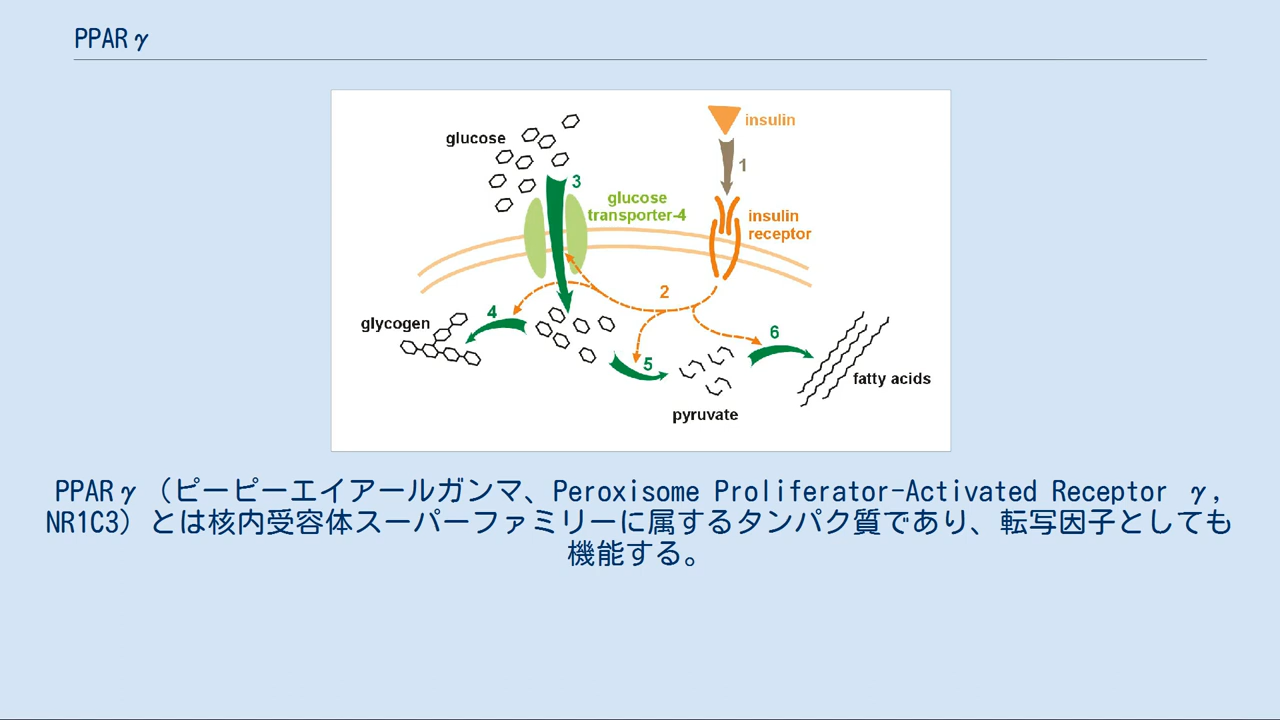 PPARγ
glucose
insulin
1
3
glucose
transporter-4
insulin
receptor
2
glycogen
4
5
6
fatty acids
pyruvate
PPARγ（ピーピーエイアールガンマ、Peroxisome Proliferator-Activated Receptor γ,
NR1C3）とは核内受容体スーパーファミリーに属するタンパク質であり、転写因子としても
機能する。